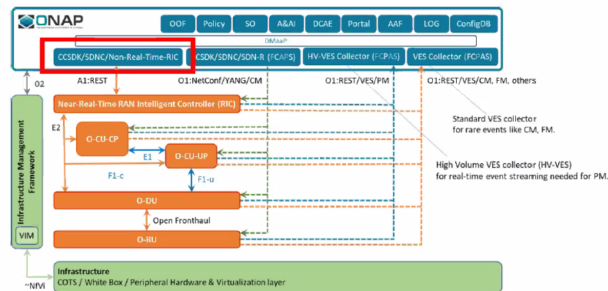 ONAP
OOF Policy SO A&AI DCAE Portal AAF LOG ConfigDB
DMaaP
CCSDK/SDNC/Non-Real-Time-RIC CCSDK/SDNC/SDN-R (FCAPS) HV-VES Collector (FCPAS) VES Collector (FCPAS)
O2 A1:REST O1:NetConf/YANG/CM O1:REST/VES/PM O1:REST/VES/CM, FM, others
Near-Real-Time RAN Intelligent Controller (RIC)
Standard VES collector
for rare events like CM, FM.
E2
O-CU-CP
E1
O-CU-UP
High Volume VES collector (HV-VES)
for real-time event streaming needed for PM.
F1-c
F1-u
Infrastructure Management
Framework
O-DU
Open Fronthaul
O-RU
VIM
~NfVi
Infrastructure
COTS / White Box / Peripheral Hardware & Virtualization layer